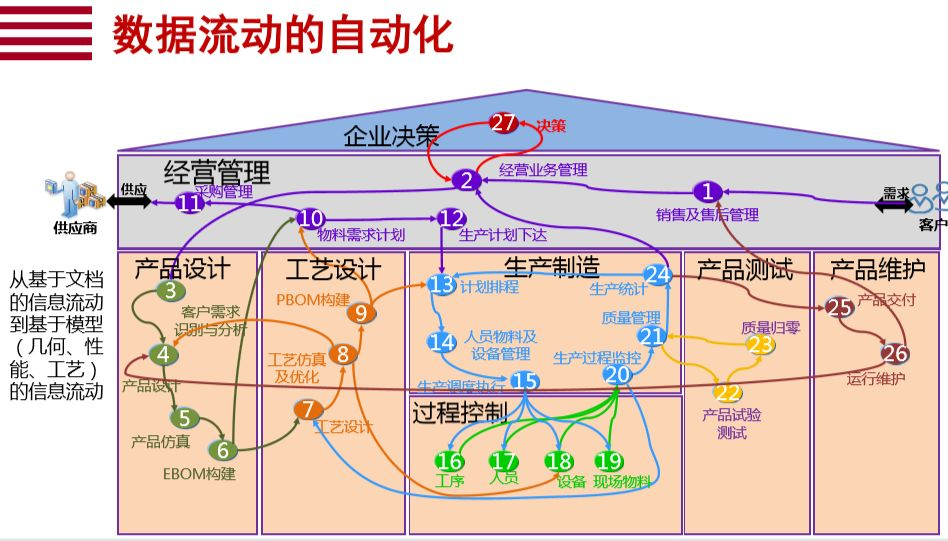 数据流动的自动化
企业决策
27
决策
经营管理
2
经营业务管理
供应
采购管理
11
10
物料需求计划
12
生产计划下达
1
销售及售后管理
需求
客户
供应商
从基于文档
的信息流动
到基于模型
（几何、性
能、工艺）
的信息流动
产品设计
3
客户需求
识别与分析
4
产品设计
5
产品仿真
6
EBOM构建
工艺设计
PBOM构建
9
8
工艺仿真
及优化
7
工艺设计
生产制造
13
计划排程
24
生产统计
质量管理
14
人员物料及
设备管理
21
生产过程监控
生产调度执行
15
20
过程控制
16
工序
17
人员
18
设备
19
现场物料
产品测试
质量归零
23
22
产品试验
测试
产品维护
25
产品交付
26
运行维护